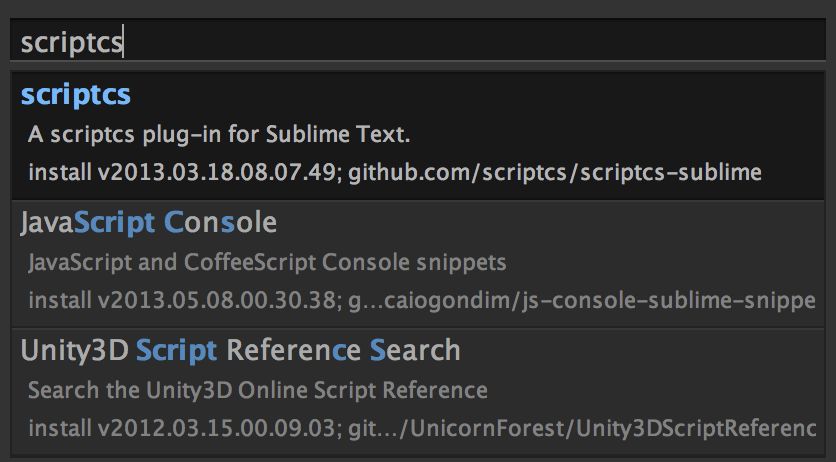 scriptcs
scriptcs
A scriptcs plug-in for Sublime Text.
install v2013.03.18.08.07.49; github.com/scriptcs/scriptcs-sublime
JavaScript Console
JavaScript and CoffeeScript Console snippets
install v2013.05.08.00.30.38; g...caiogondim/js-console-sublime-snippe
Unity3D Script Reference Search
Search the Unity3D Online Script Reference
install v2012.03.15.00.09.03; git.../UnicornForest/Unity3DScriptReferenc